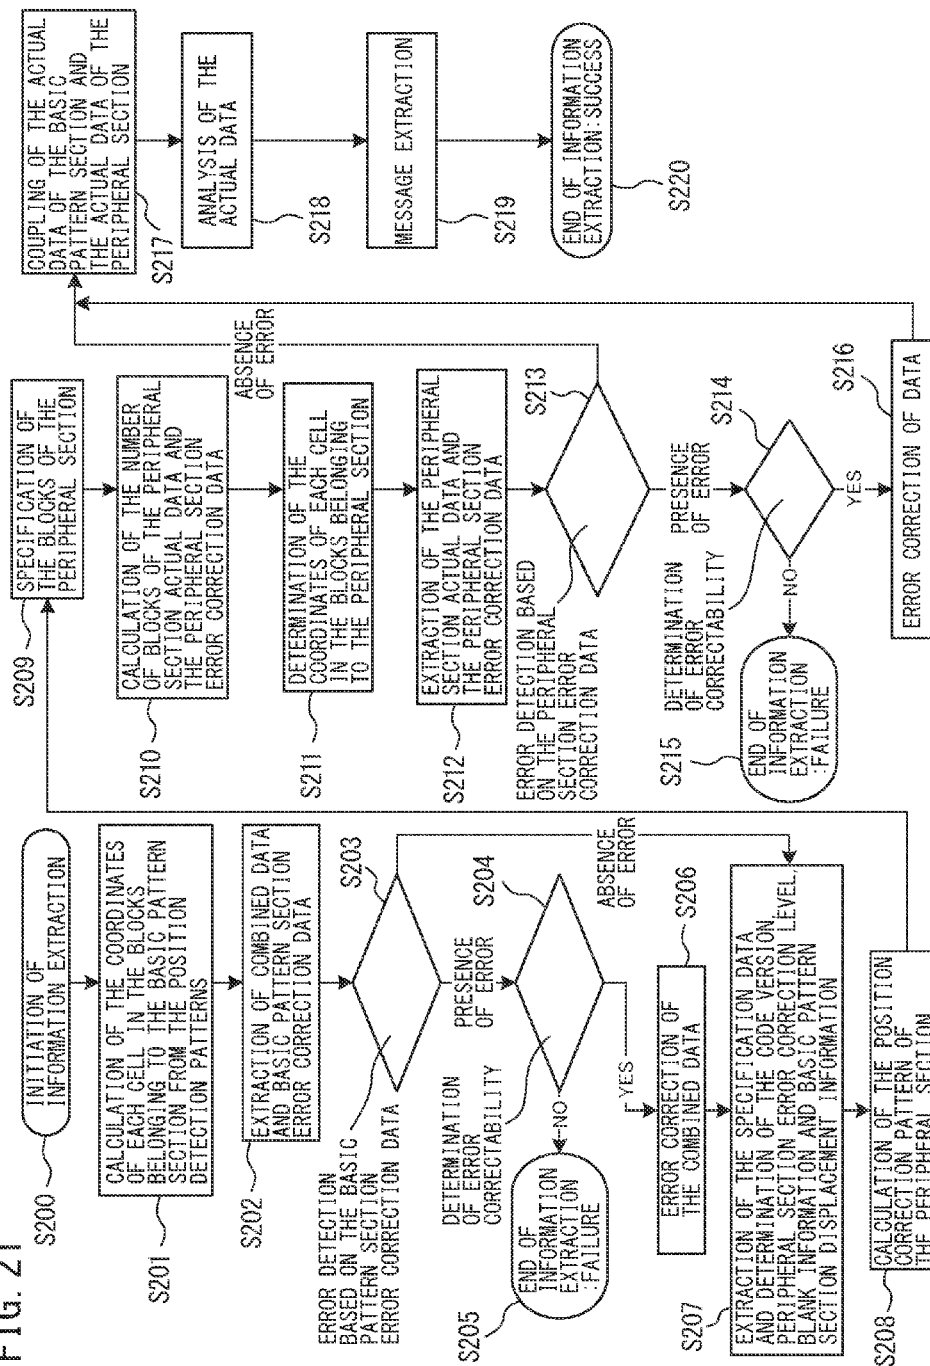 FIG. 21
INITIATION OF
INFORMATION EXTRACTION
S200
CALCULATION OF THE COORDINATES
OF EACH CELL IN THE BLOCKS
BELONGING TO THE BASIC PATTERN
SECTION FROM THE POSITION
DETECTION PATTERNS
S201
EXTRACTION OF COMBINED DATA
AND BASIC PATTERN SECTION
ERROR CORRECTION DATA
S202
ERROR DETECTION
BASED ON THE BASIC
PATTERN SECTION
ERROR CORRECTION DATA
S203
PRESENCE
OF ERROR
DETERMINATION
OF ERROR
CORRECTABILITY
S204
NO
END OF
INFORMATION
EXTRACTION
:FAILURE
S205
YES
ABSENCE
OF ERROR
ERROR CORRECTION OF
THE COMBINED DATA
S206
EXTRACTION OF THE SPECIFICATION DATA
AND DETERMINATION OF THE CODE VERSION,
PERIPHERAL SECTION ERROR CORRECTION LEVEL,
BLANK INFORMATION AND BASIC PATTERN
SECTION DISPLACEMENT INFORMATION
S207
CALCULATION OF THE POSITION
CORRECTION PATTERN OF
THE PERIPHERAL SECTION
S208
SPECIFICATION OF
THE BLOCKS OF THE
PERIPHERAL SECTION
S209
CALCULATION OF THE NUMBER
OF BLOCKS OF THE PERIPHERAL
SECTION ACTUAL DATA AND
THE PERIPHERAL SECTION
ERROR CORRECTION DATA
S210
DETERMINATION OF THE
COORDINATES OF EACH CELL
IN THE BLOCKS BELONGING
TO THE PERIPHERAL SECTION
S211
EXTRACTION OF THE PERIPHERAL
SECTION ACTUAL DATA AND
THE PERIPHERAL SECTION
ERROR CORRECTION DATA
S212
ERROR DETECTION BASED
ON THE PERIPHERAL
SECTION ERROR
CORRECTION DATA
S213
ABSENCE
OF ERROR
PRESENCE
OF ERROR
DETERMINATION
OF ERROR
CORRECTABILITY
S214
NO
END OF
INFORMATION
EXTRACTION
:FAILURE
S215
YES
ERROR CORRECTION OF DATA
S216
COUPLING OF THE ACTUAL
DATA OF THE BASIC
PATTERN SECTION AND
THE ACTUAL DATA OF THE
PERIPHERAL SECTION
S217
ANALYSIS OF THE
ACTUAL DATA
S218
MESSAGE EXTRACTION
S219
END OF INFORMATION
EXTRACTION:SUCCESS
S220